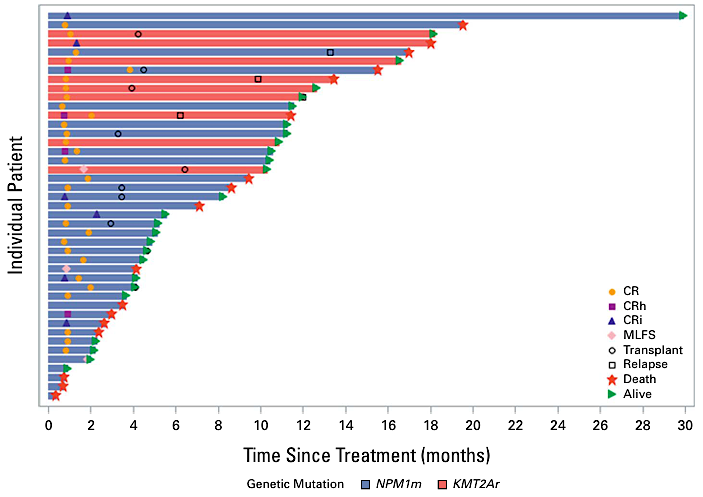 Individual Patient
CR
CRh
CRi
MLFS
Transplant
Relapse
Death
Alive
0 2 4 6 8 10 12 14 16 18 20 22 24 26 28 30
Time Since Treatment (months)
Genetic Mutation NPM1m KMT2Ar